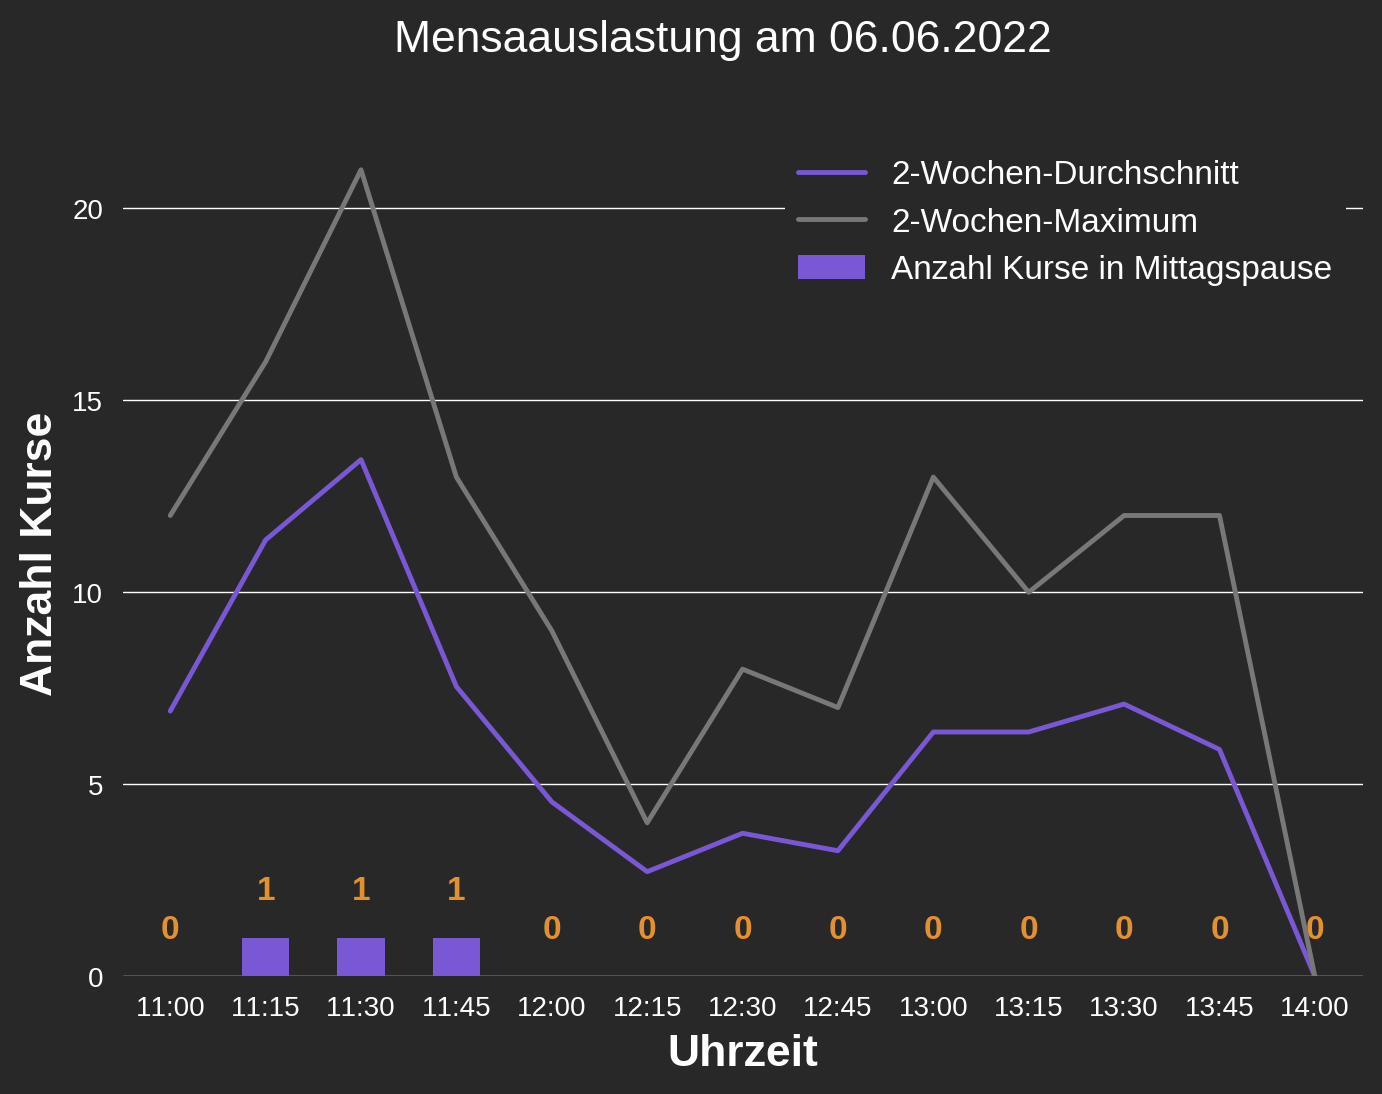 Mensaauslastung am 06.06.2022
2-Wochen-Durchschnitt
2-Wochen-Maximum
Anzahl Kurse in Mittagspause
Anzahl Kurse
20
15
10
5
0
1 1 1
0 0 0 0 0 0 0 0 0 0
11:00 11:15 11:30 11:45 12:00 12:15 12:30 12:45 13:00 13:15 13:30 13:45 14:00
Uhrzeit